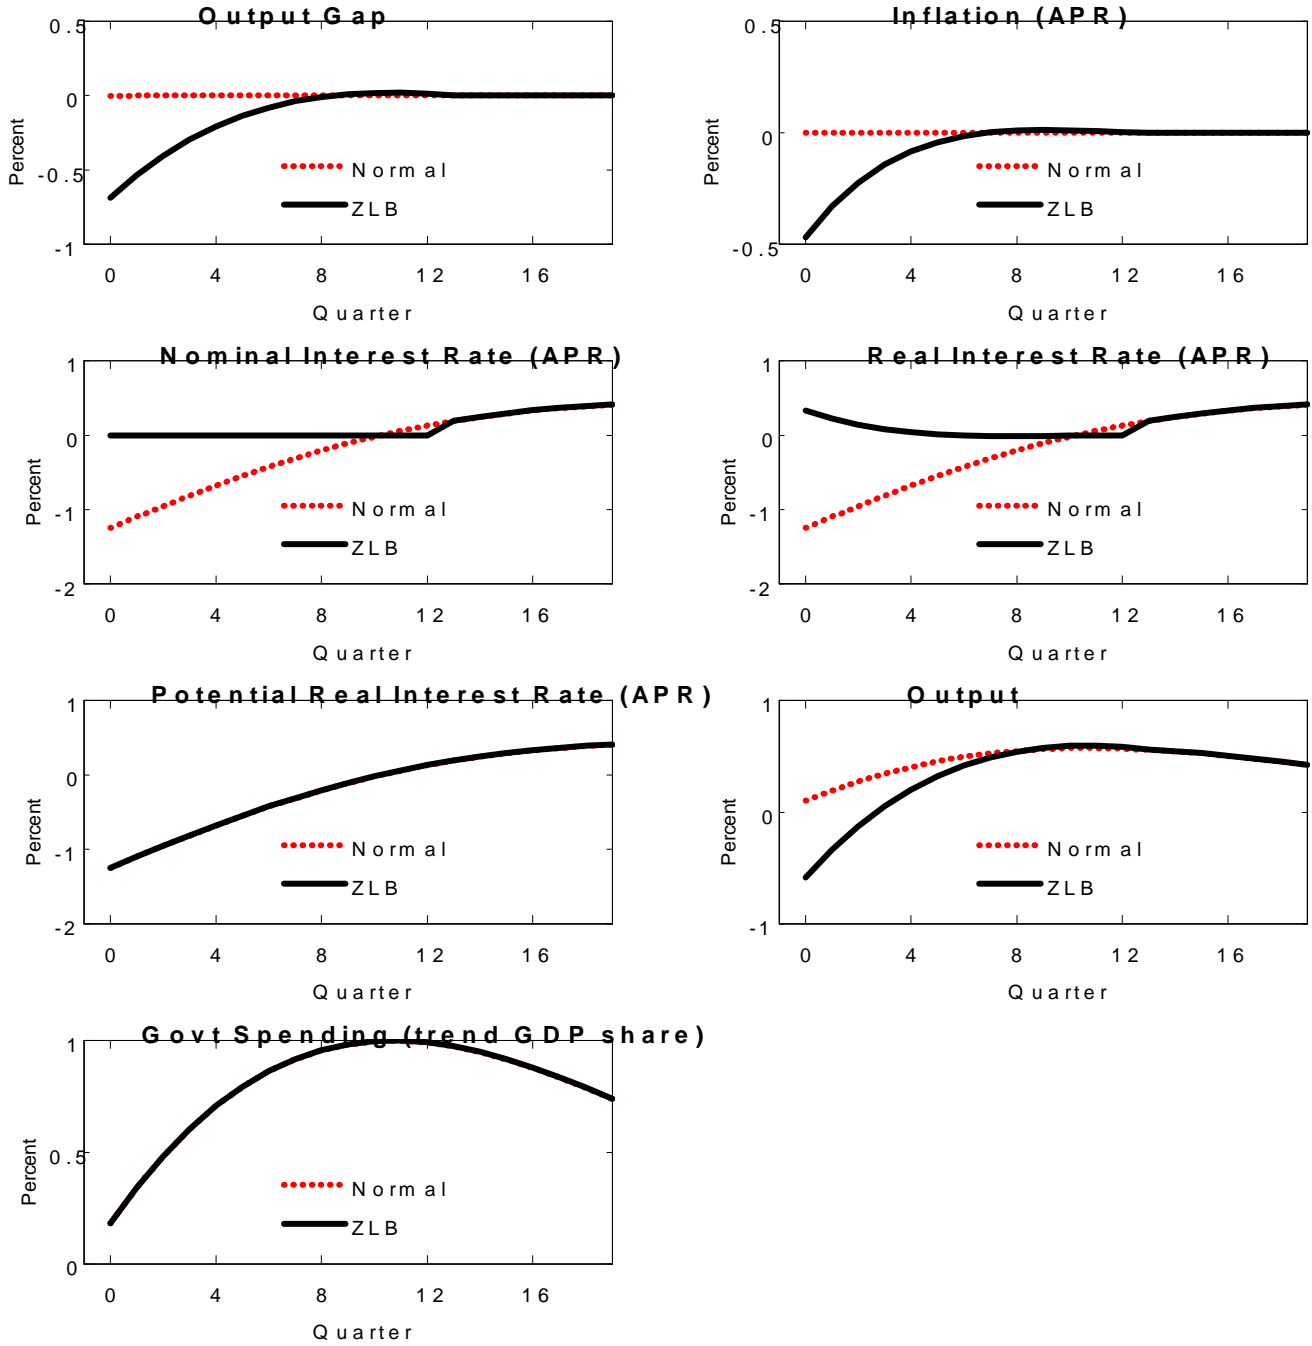 Output Gap
0.5
0
-0.5
-1
Percent
Normal
ZLB
0 4 8 12 16
Quarter
Inflation (APR)
0.5
0
-0.5
Percent
Normal
ZLB
0 4 8 12 16
Quarter
Nominal Interest Rate (APR)
1
0
-1
-2
Percent
Normal
ZLB
0 4 8 12 16
Quarter
Real Interest Rate (APR)
1
0
-1
-2
Percent
Normal
ZLB
0 4 8 12 16
Quarter
Potential Real Interest Rate (APR)
1
0
-1
-2
Percent
Normal
ZLB
0 4 8 12 16
Quarter
Output
1
0
-1
Percent
Normal
ZLB
0 4 8 12 16
Quarter
Govt Spending (trend GDP share)
1
0.5
0
Percent
Normal
ZLB
0 4 8 12 16
Quarter